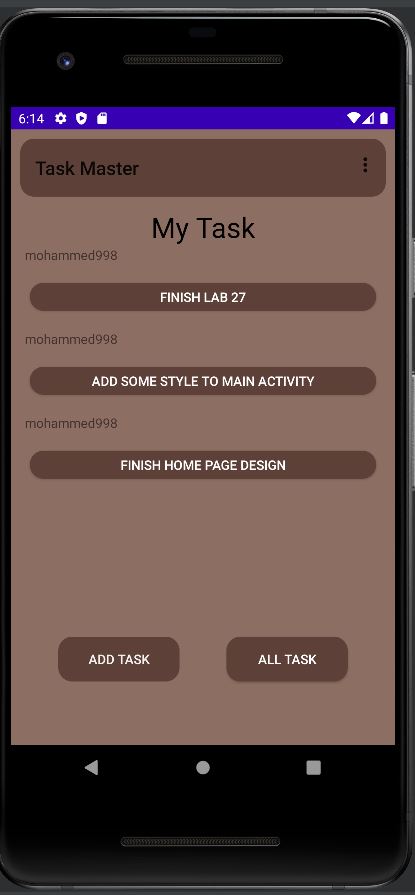 6:14
Task Master
My Task
mohammed998
FINISH LAB 27
mohammed998
ADD SOME STYLE TO MAIN ACTIVITY
mohammed998
FINISH HOME PAGE DESIGN
ADD TASK ALL TASK